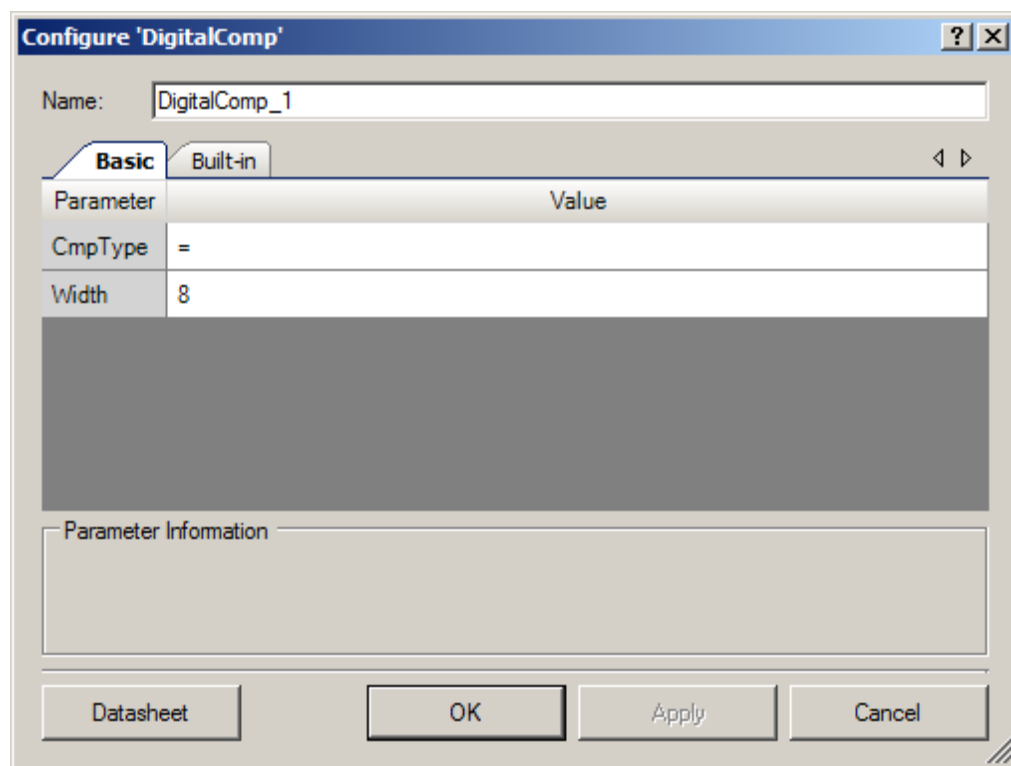 Configure 'DigitalComp'
?
Name: DigitalComp_1
Basic Built-in
Parameter Value
CmpType =
Width 8
Parameter Information
Datasheet OK Apply Cancel